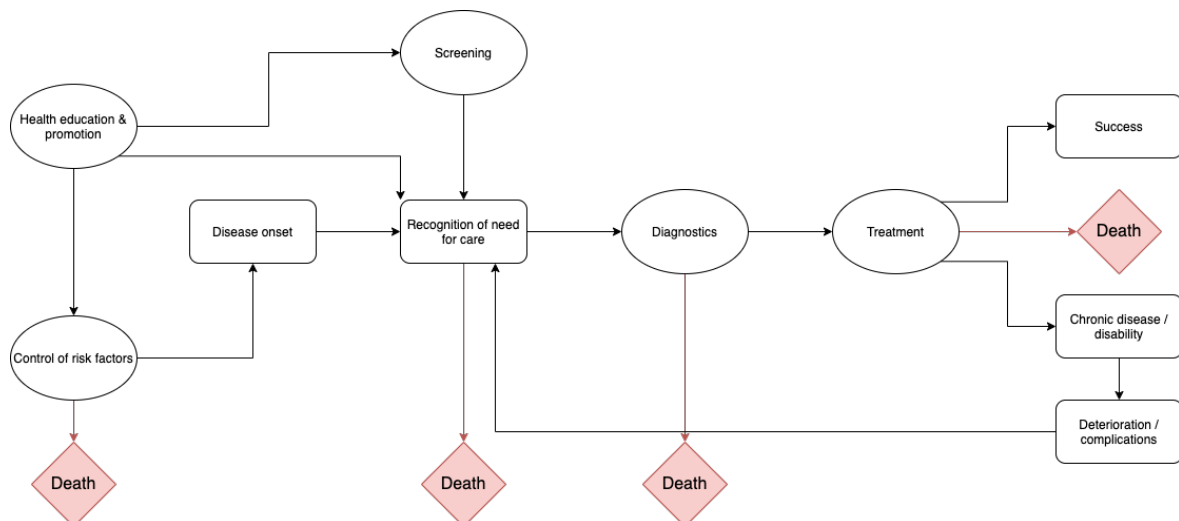 Screening
Health education &
promotion
Success
Disease onset
Recognition of need
for care
Diagnostics
Treatment
Death
Chronic disease /
disability
Control of risk factors
Deterioration /
complications
Death
Death
Death